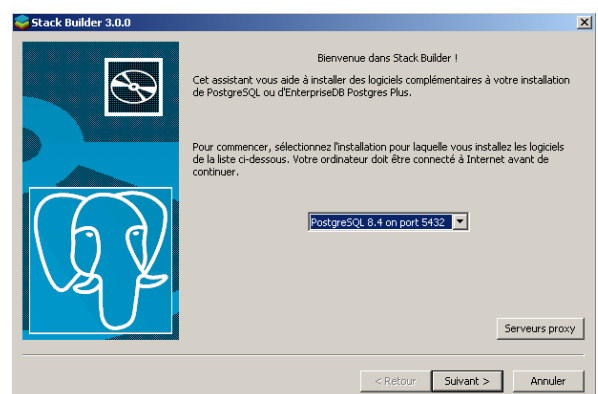 Stack Builder 3.0.0
Bienvenue dans Stack Builder !
Cet assistant vous aide à installer des logiciels complémentaires à votre installation
de PostgreSQL ou d'EnterpriseDB Postgres Plus.
Pour commencer, sélectionnez l'installation pour laquelle vous installez les logiciels
de la liste ci-dessous. Votre ordinateur doit être connecté à Internet avant de
continuer.
PostgreSQL 8.4 on port 5432
Serveurs proxy
< Retour
Suivant >
Annuler